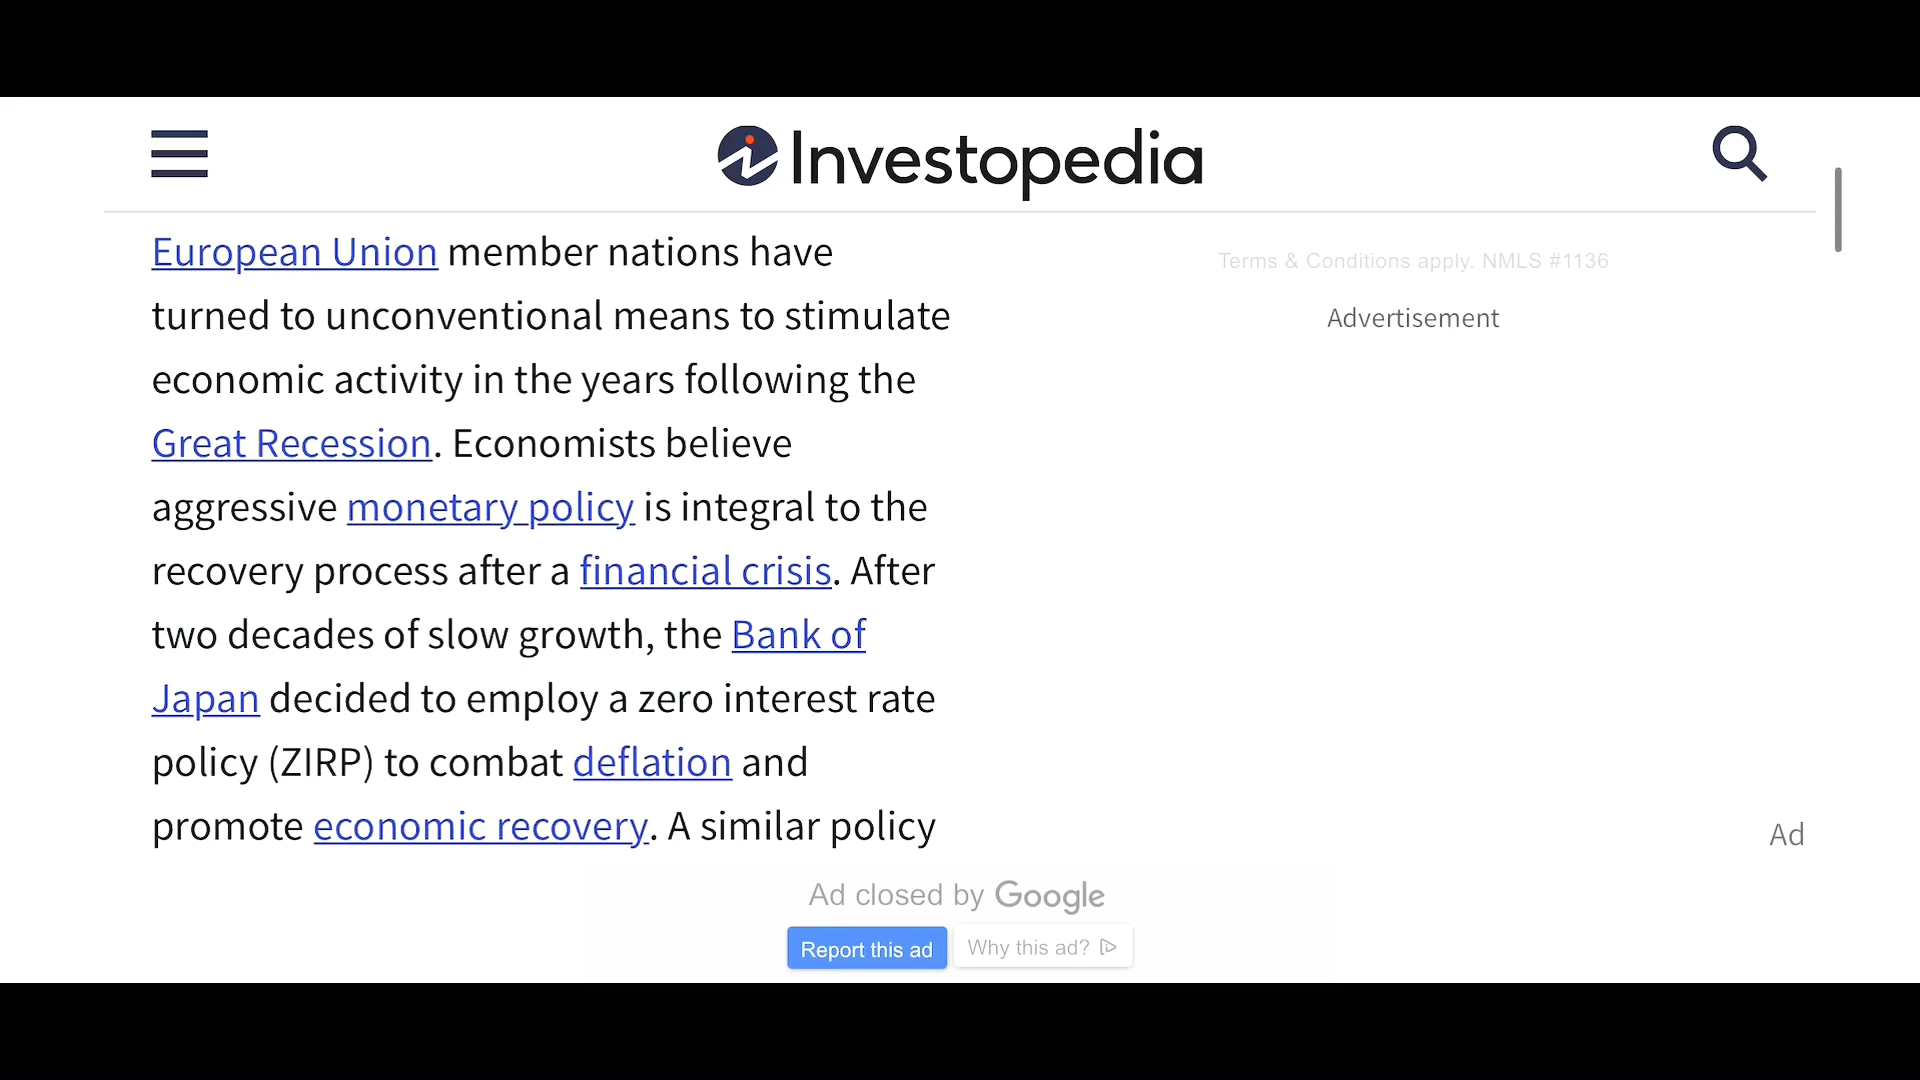 Investopedia
European Union member nations have
turned to unconventional means to stimulate
economic activity in the years following the
Great Recession. Economists believe
aggressive monetary policy is integral to the
recovery process after a financial crisis. After
two decades of slow growth, the Bank of
Japan decided to employ a zero interest rate
policy (ZIRP) to combat deflation and
promote economic recovery. A similar policy
Terms & Conditions apply. NMLS #1136
Advertisement
Ad
Ad closed by Google
Report this ad
Why this ad?